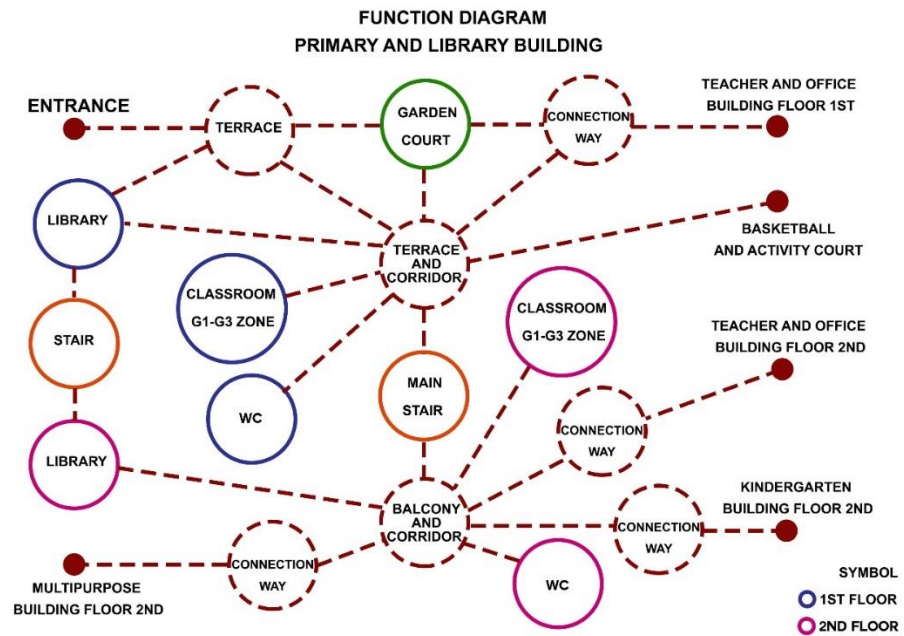 FUNCTION DIAGRAM
PRIMARY AND LIBRARY BUILDING
ENTRANCE
TERRACE
GARDEN
COURT
CONNECTION
WAY
TEACHER AND OFFICE
BUILDING FLOOR 1ST
LIBRARY
TERRACE
AND
CORRIDOR
BASKETBALL
AND ACTIVITY COURT
CLASSROOM
G1-G3 ZONE
CLASSROOM
G1-G3 ZONE
STAIR
MAIN
STAIR
TEACHER AND OFFICE
BUILDING FLOOR 2ND
WC
CONNECTION
WAY
LIBRARY
BALCONY
AND
CORRIDOR
KINDERGARTEN
BUILDING FLOOR 2ND
CONNECTION
WAY
CONNECTION
WAY
MULTIPURPOSE
BUILDING FLOOR 2ND
WC
SYMBOL
1ST FLOOR
2ND FLOOR